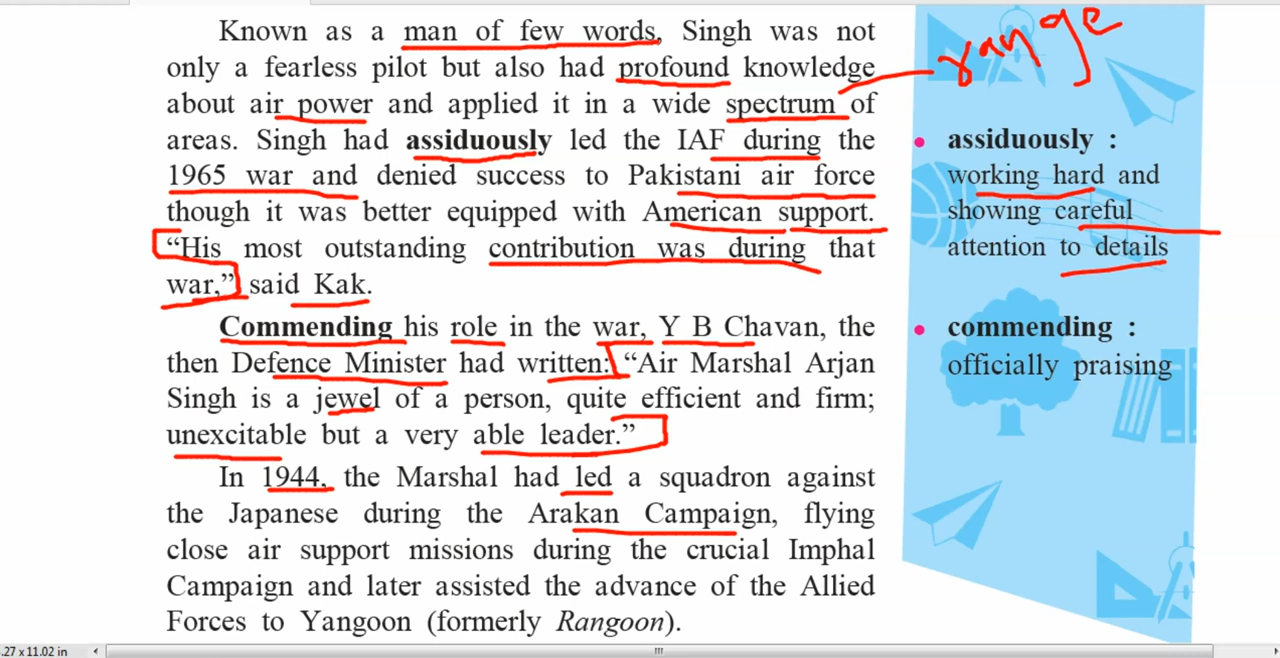 Known as a man of few words, Singh was not
only a fearless pilot but also had profound knowledge
about air power and applied it in a wide spectrum of
areas. Singh had assiduously led the IAF during the
1965 war and denied success to Pakistani air force
though it was better equipped with American support.
“His most outstanding contribution was during that
war,” said Kak.
Commending his role in the war, Y B Chavan, the
then Defence Minister had written: “Air Marshal Arjan
Singh is a jewel of a person, quite efficient and firm;
unexcitable but a very able leader.”
In 1944, the Marshal had led a squadron against
the Japanese during the Arakan Campaign, flying
close air support missions during the crucial Imphal
Campaign and later assisted the advance of the Allied
Forces to Yangoon (formerly Rangoon).
range
• assiduously :
working hard and
showing careful
attention to details
• commending :
officially praising
.27 x 11.02 in